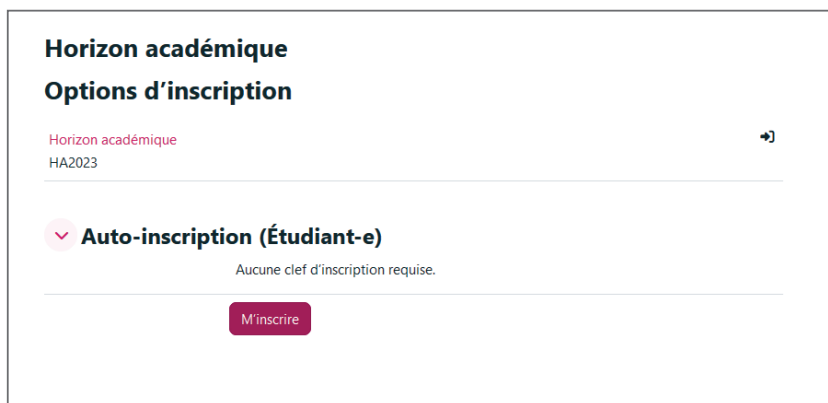 Horizon académique
Options d’inscription
Horizon académique
HA2023
Auto-inscription (Étudiant-e)
Aucune clef d’inscription requise.
M’inscrire